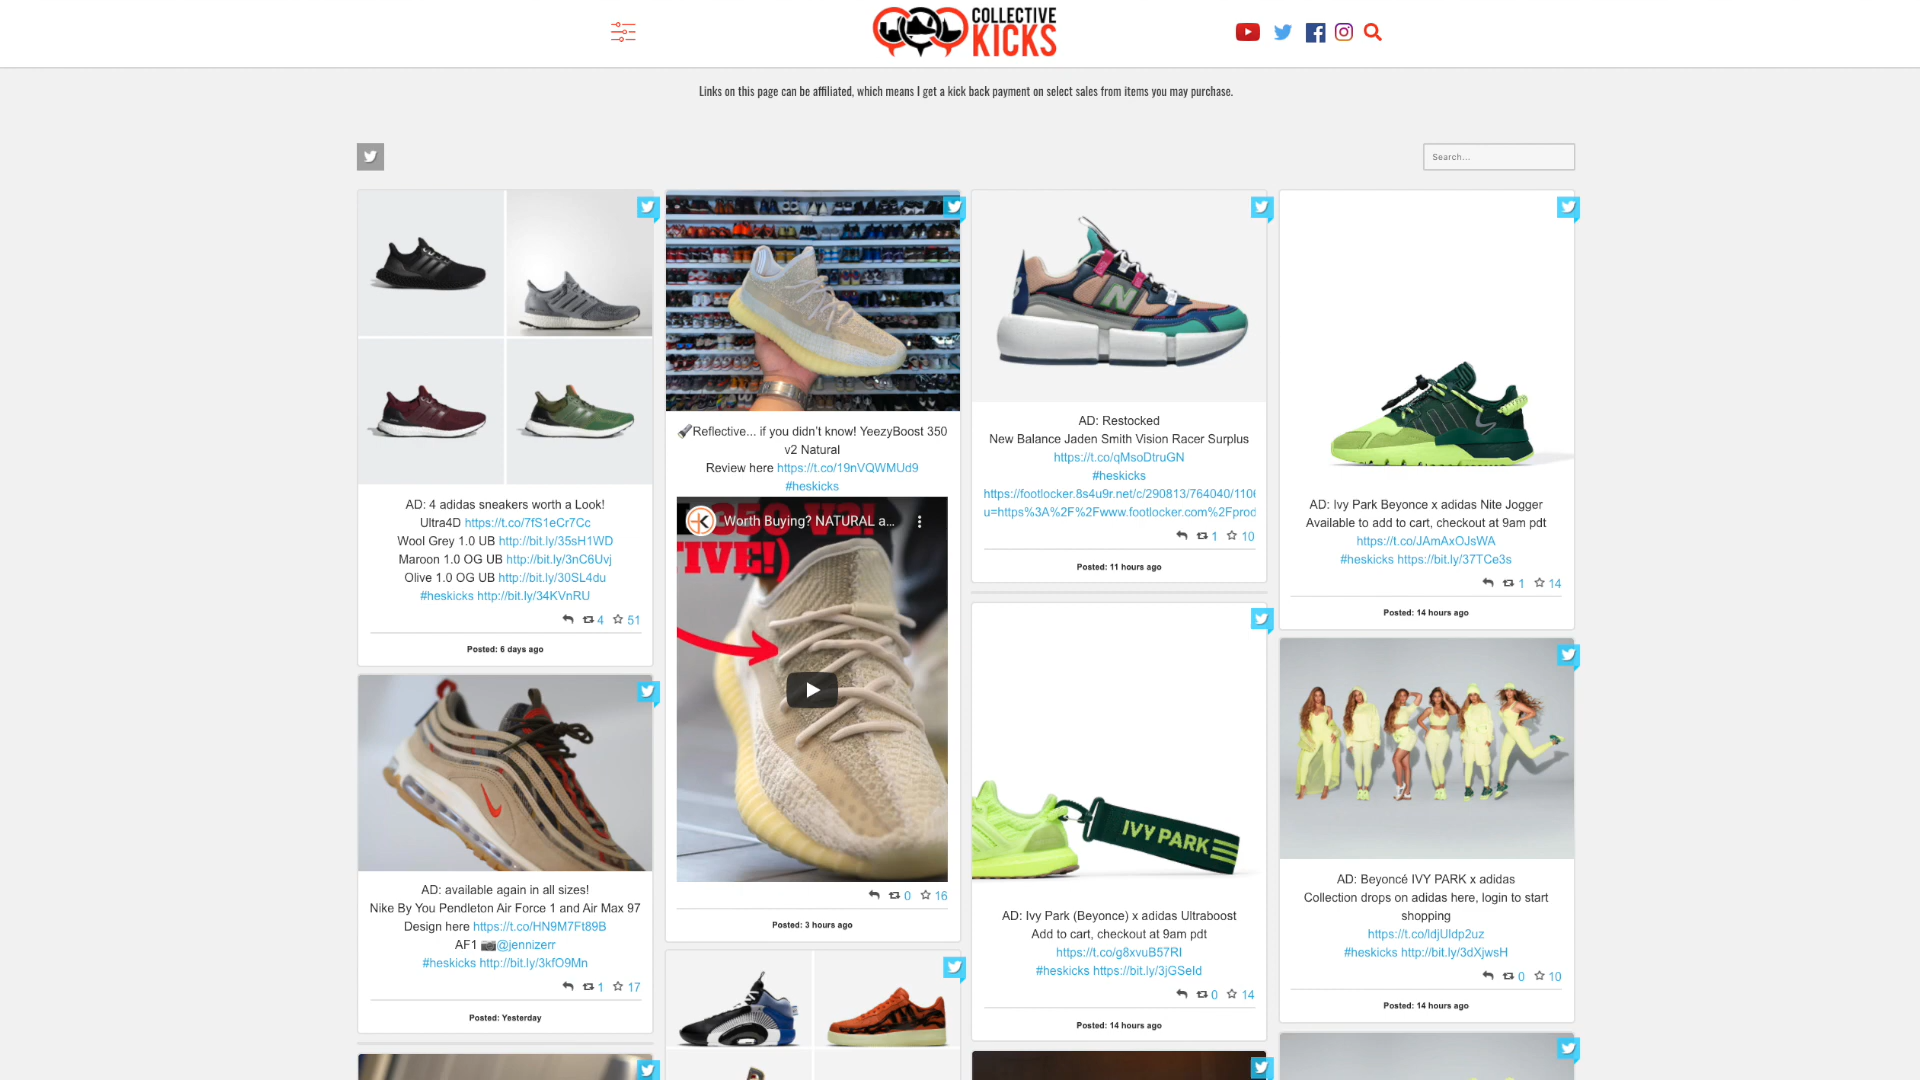 COLLECTIVE
KICKS
Links on this page can be affiliated, which means I get a kick back payment on select sales from items you may purchase.
Search...
AD: 4 adidas sneakers worth a Look!
Ultra4D https://t.co/7fS1eCr7Cc
Wool Grey 1.0 UB http://bit.ly/35sH1WD
Maroon 1.0 OG UB http://bit.ly/3nC6Uvj
Olive 1.0 OG UB http://bit.ly/30SL4du
#heskicks http://bit.ly/34KVnRU
4 51
Posted: 6 days ago
AD: available again in all sizes!
Nike By You Pendleton Air Force 1 and Air Max 97
Design here https://t.co/HN9M7Ft89B
AF1 📷@jennizerr
#heskicks http://bit.ly/3kfO9Mn
1 17
Posted: Yesterday
🔦Reflective... if you didn't know! YeezyBoost 350
v2 Natural
Review here https://t.co/19nVQWMUd9
#heskicks
Worth Buying? NATURAL a...
350 V2!
TIVE!)
0 16
Posted: 3 hours ago
N
AD: Restocked
New Balance Jaden Smith Vision Racer Surplus
https://t.co/qMsoDtruGN
#heskicks
https://footlocker.8s4u9r.net/c/290813/764040/110
u=https%3A%2F%2Fwww.footlocker.com%2Fprod
1 10
Posted: 11 hours ago
IVY PARK
AD: Ivy Park (Beyonce) x adidas Ultraboost
Add to cart, checkout at 9am pdt
https://t.co/g8xvuB57RI
#heskicks https://bit.ly/3jGSeId
0 14
Posted: 14 hours ago
AD: Ivy Park Beyonce x adidas Nite Jogger
Available to add to cart, checkout at 9am pdt
https://t.co/JAmAxOJsWA
#heskicks https://bit.ly/37TCe3s
1 14
Posted: 14 hours ago
AD: Beyoncé IVY PARK x adidas
Collection drops on adidas here, login to start
shopping
https://t.co/ldjUldp2uz
#heskicks http://bit.ly/3dXjwsH
0 10
Posted: 14 hours ago